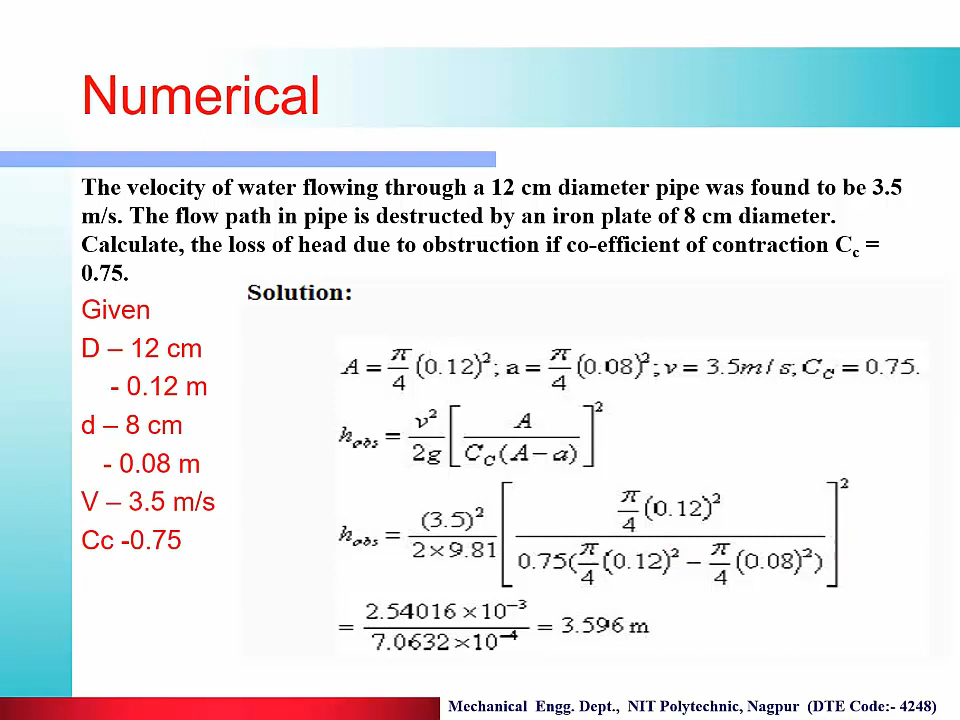 Numerical
The velocity of water flowing through a 12 cm diameter pipe was found to be 3.5
m/s. The flow path in pipe is destructed by an iron plate of 8 cm diameter.
Calculate, the loss of head due to obstruction if co-efficient of contraction C_c =
0.75.
Solution:
Given
D – 12 cm
- 0.12 m
d – 8 cm
- 0.08 m
V – 3.5 m/s
Cc -0.75
A = π/4 (0.12)²; a = π/4 (0.08)²; v = 3.5m/s; C_C = 0.75.
h_obs = v²/2g [A / C_C(A−a)]²
h_obs = (3.5)²/2×9.81 [π/4 (0.12)² / 0.75(π/4 (0.12)² − π/4 (0.08)²)]²
= 2.54016×10⁻³ / 7.0632×10⁻⁴ = 3.596 m
Mechanical Engg. Dept., NIT Polytechnic, Nagpur (DTE Code:- 4248)